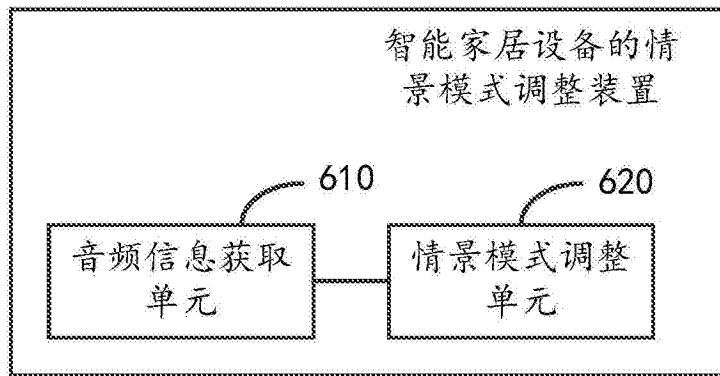 智能家居设备的情
景模式调整装置
610
620
音频信息获取
单元
情景模式调整
单元